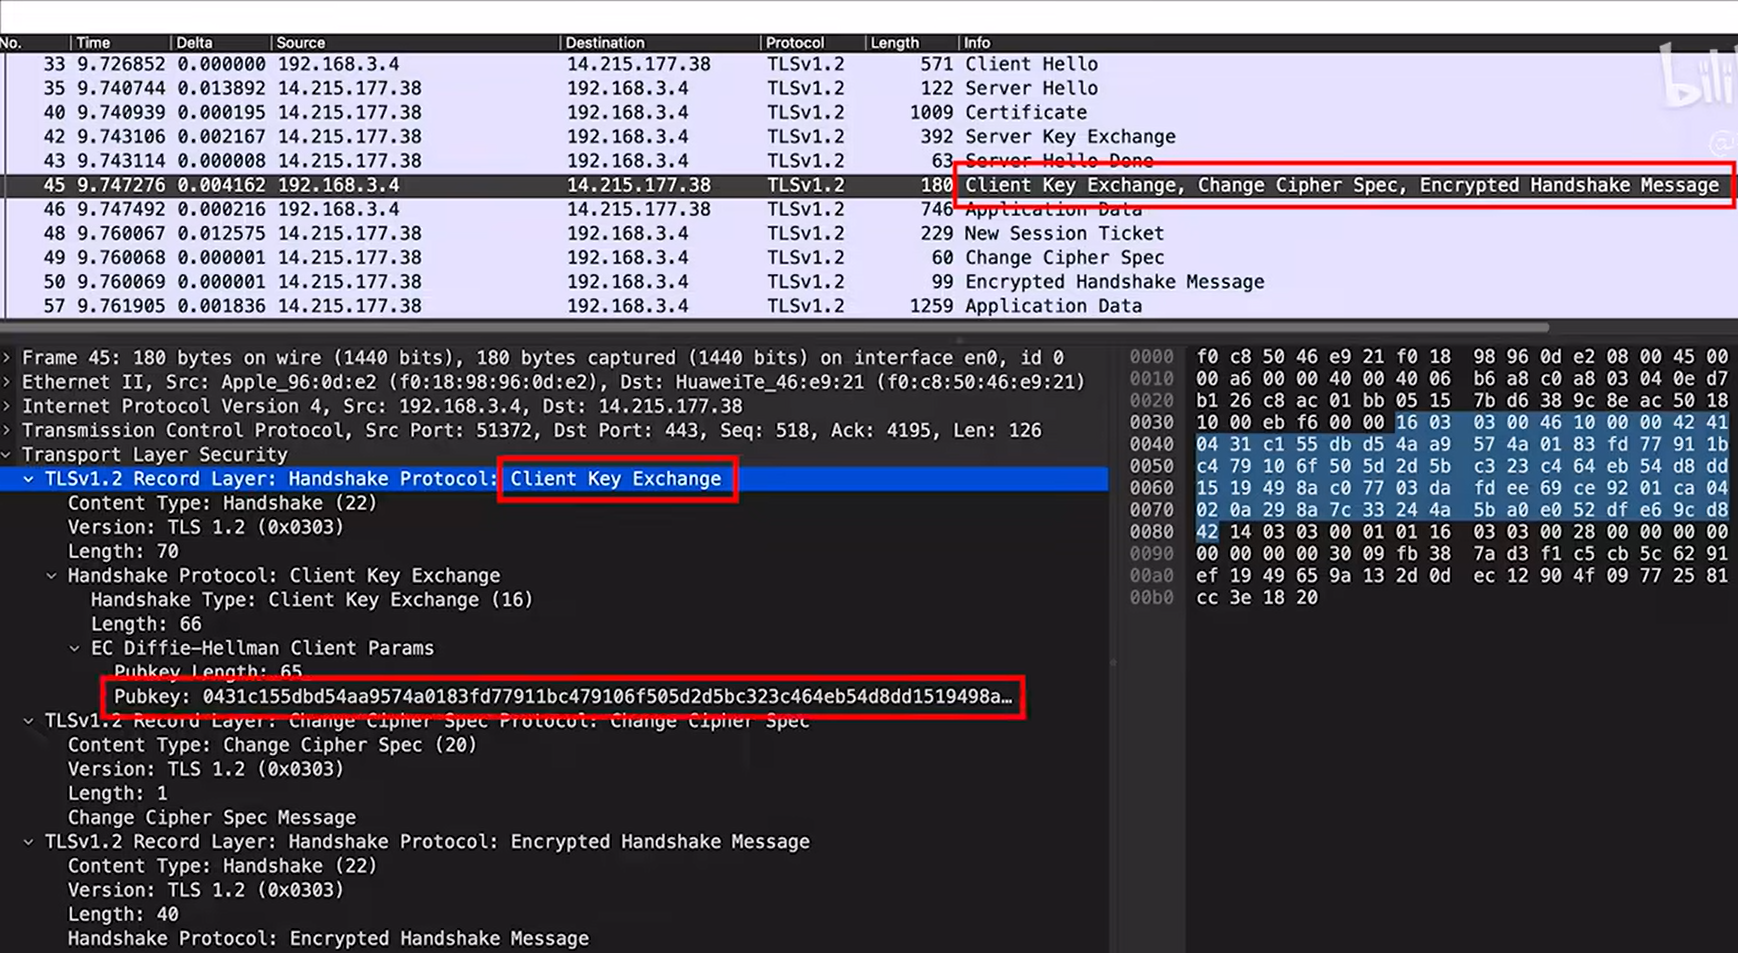 No. Time Delta Source Destination Protocol Length Info
33 9.726852 0.000000 192.168.3.4 14.215.177.38 TLSv1.2 571 Client Hello
35 9.740744 0.013892 14.215.177.38 192.168.3.4 TLSv1.2 122 Server Hello
40 9.740939 0.000195 14.215.177.38 192.168.3.4 TLSv1.2 1009 Certificate
42 9.743106 0.002167 14.215.177.38 192.168.3.4 TLSv1.2 392 Server Key Exchange
43 9.743114 0.000008 14.215.177.38 192.168.3.4 TLSv1.2 63 Server Hello Done
45 9.747276 0.004162 192.168.3.4 14.215.177.38 TLSv1.2 180 Client Key Exchange, Change Cipher Spec, Encrypted Handshake Message
46 9.747492 0.000216 192.168.3.4 14.215.177.38 TLSv1.2 746 Application Data
48 9.760067 0.012575 14.215.177.38 192.168.3.4 TLSv1.2 229 New Session Ticket
49 9.760068 0.000001 14.215.177.38 192.168.3.4 TLSv1.2 60 Change Cipher Spec
50 9.760069 0.000001 14.215.177.38 192.168.3.4 TLSv1.2 99 Encrypted Handshake Message
57 9.761905 0.001836 14.215.177.38 192.168.3.4 TLSv1.2 1259 Application Data
bili
@
Frame 45: 180 bytes on wire (1440 bits), 180 bytes captured (1440 bits) on interface en0, id 0
Ethernet II, Src: Apple_96:0d:e2 (f0:18:98:96:0d:e2), Dst: HuaweiTe_46:e9:21 (f0:c8:50:46:e9:21)
Internet Protocol Version 4, Src: 192.168.3.4, Dst: 14.215.177.38
Transmission Control Protocol, Src Port: 51372, Dst Port: 443, Seq: 518, Ack: 4195, Len: 126
Transport Layer Security
TLSv1.2 Record Layer: Handshake Protocol: Client Key Exchange
Content Type: Handshake (22)
Version: TLS 1.2 (0x0303)
Length: 70
Handshake Protocol: Client Key Exchange
Handshake Type: Client Key Exchange (16)
Length: 66
EC Diffie-Hellman Client Params
Pubkey Length: 65
Pubkey: 0431c155dbd54aa9574a0183fd77911bc479106f505d2d5bc323c464eb54d8dd1519498a…
TLSv1.2 Record Layer: Change Cipher Spec Protocol: Change Cipher Spec
Content Type: Change Cipher Spec (20)
Version: TLS 1.2 (0x0303)
Length: 1
Change Cipher Spec Message
TLSv1.2 Record Layer: Handshake Protocol: Encrypted Handshake Message
Content Type: Handshake (22)
Version: TLS 1.2 (0x0303)
Length: 40
Handshake Protocol: Encrypted Handshake Message
0000 f0 c8 50 46 e9 21 f0 18 98 96 0d e2 08 00 45 00
0010 00 a6 00 00 40 00 40 06 b6 a8 c0 a8 03 04 0e d7
0020 b1 26 c8 ac 01 bb 05 15 7b d6 38 9c 8e ac 50 18
0030 10 00 eb f6 00 00 16 03 03 00 46 10 00 00 42 41
0040 04 31 c1 55 db d5 4a a9 57 4a 01 83 fd 77 91 1b
0050 c4 79 10 6f 50 5d 2d 5b c3 23 c4 64 eb 54 d8 dd
0060 15 19 49 8a c0 77 03 da fd ee 69 ce 92 01 ca 04
0070 02 0a 29 8a 7c 33 24 4a 5b a0 e0 52 df e6 9c d8
0080 42 14 03 03 00 01 01 16 03 03 00 28 00 00 00 00
0090 00 00 00 00 30 09 fb 38 7a d3 f1 c5 cb 5c 62 91
00a0 ef 19 49 65 9a 13 2d 0d ec 12 90 4f 09 77 25 81
00b0 cc 3e 18 20